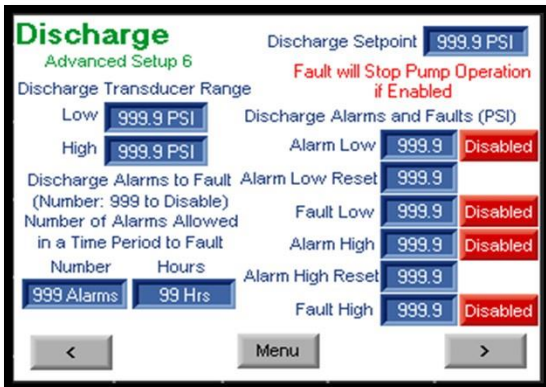 Discharge
Advanced Setup 6
Discharge Setpoint 999.9 PSI
Fault will Stop Pump Operation
if Enabled
Discharge Transducer Range
Low 999.9 PSI
High 999.9 PSI
Discharge Alarms to Fault
(Number: 999 to Disable)
Number of Alarms Allowed
in a Time Period to Fault
Number Hours
999 Alarms 99 Hrs
Discharge Alarms and Faults (PSI)
Alarm Low 999.9 Disabled
Alarm Low Reset 999.9
Fault Low 999.9 Disabled
Alarm High 999.9 Disabled
Alarm High Reset 999.9
Fault High 999.9 Disabled
< Menu >